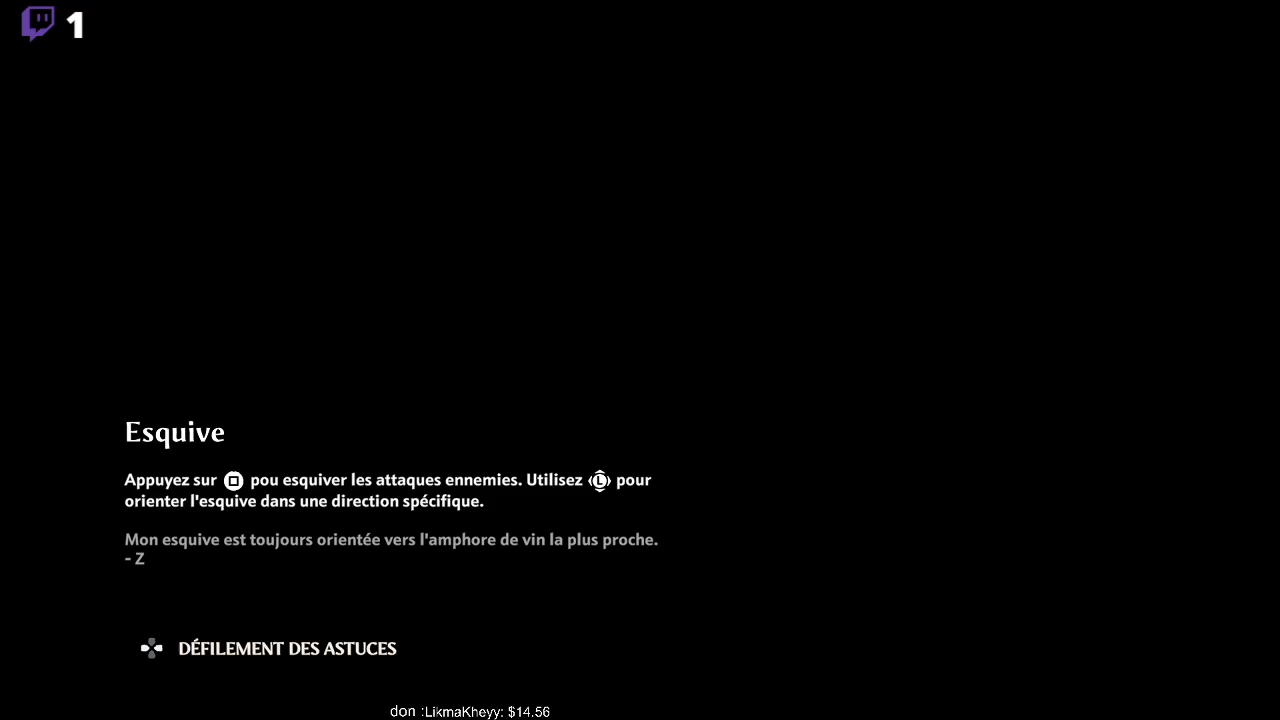 1
Esquive
Appuyez sur pou esquiver les attaques ennemies. Utilisez L pour
orienter l'esquive dans une direction spécifique.
Mon esquive est toujours orientée vers l'amphore de vin la plus proche.
- Z
DÉFILEMENT DES ASTUCES
don :LikmaKheyy: $14.56